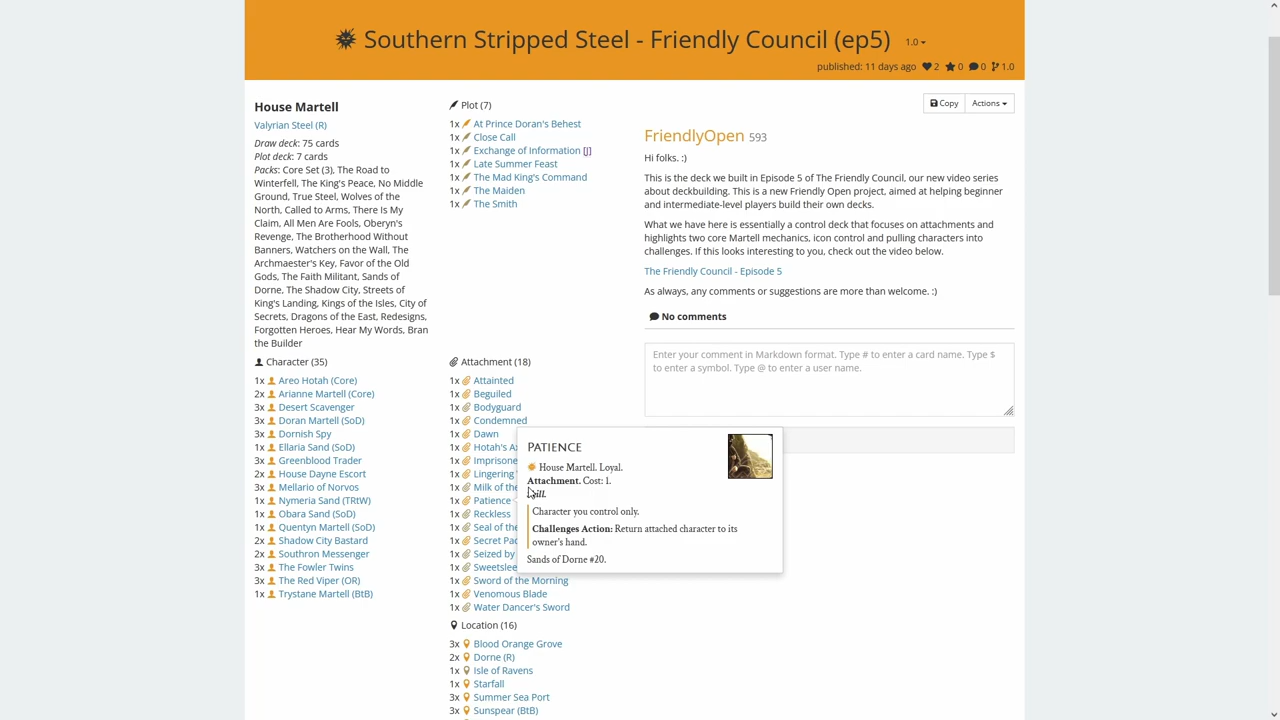 Southern Stripped Steel - Friendly Council (ep5) 1.0
published: 11 days ago 2 0 0 1.0
House Martell
Valyrian Steel (R)
Draw deck: 75 cards
Plot deck: 7 cards
Packs: Core Set (3), The Road to
Winterfell, The King's Peace, No Middle
Ground, True Steel, Wolves of the
North, Called to Arms, There Is My
Claim, All Men Are Fools, Oberyn's
Revenge, The Brotherhood Without
Banners, Watchers on the Wall, The
Archmaester's Key, Favor of the Old
Gods, The Faith Militant, Sands of
Dorne, The Shadow City, Streets of
King's Landing, Kings of the Isles, City of
Secrets, Dragons of the East, Redesigns,
Forgotten Heroes, Hear My Words, Bran
the Builder
Plot (7)
1x At Prince Doran's Behest
1x Close Call
1x Exchange of Information [J]
1x Late Summer Feast
1x The Mad King's Command
1x The Maiden
1x The Smith
Copy Actions
FriendlyOpen 593
Hi folks. :)
This is the deck we built in Episode 5 of The Friendly Council, our new video series
about deckbuilding. This is a new Friendly Open project, aimed at helping beginner
and intermediate-level players build their own decks.
What we have here is essentially a control deck that focuses on attachments and
highlights two core Martell mechanics, icon control and pulling characters into
challenges. If this looks interesting to you, check out the video below.
The Friendly Council - Episode 5
As always, any comments or suggestions are more than welcome. :)
No comments
Enter your comment in Markdown format. Type # to enter a card name. Type $
to enter a symbol. Type @ to enter a user name.
Character (35)
1x Areo Hotah (Core)
2x Arianne Martell (Core)
3x Desert Scavenger
3x Doran Martell (SoD)
3x Dornish Spy
1x Ellaria Sand (SoD)
3x Greenblood Trader
2x House Dayne Escort
3x Mellario of Norvos
1x Nymeria Sand (TRtW)
1x Obara Sand (SoD)
1x Quentyn Martell (SoD)
2x Shadow City Bastard
2x Southron Messenger
3x The Fowler Twins
3x The Red Viper (OR)
1x Trystane Martell (BtB)
Attachment (18)
1x Attainted
1x Beguiled
1x Bodyguard
1x Condemned
1x Dawn
1x Hotah's A
1x Imprisone
1x Lingering
1x Milk of the
1x Patience
1x Reckless
1x Seal of the
1x Secret Pac
1x Seized by
1x Sweetslee
1x Sword of the Morning
1x Venomous Blade
1x Water Dancer's Sword
PATIENCE
House Martell. Loyal.
Attachment. Cost: 1.
Skill.
Character you control only.
Challenges Action: Return attached character to its
owner's hand.
Sands of Dorne #20.
Location (16)
3x Blood Orange Grove
2x Dorne (R)
1x Isle of Ravens
1x Starfall
3x Summer Sea Port
3x Sunspear (BtB)